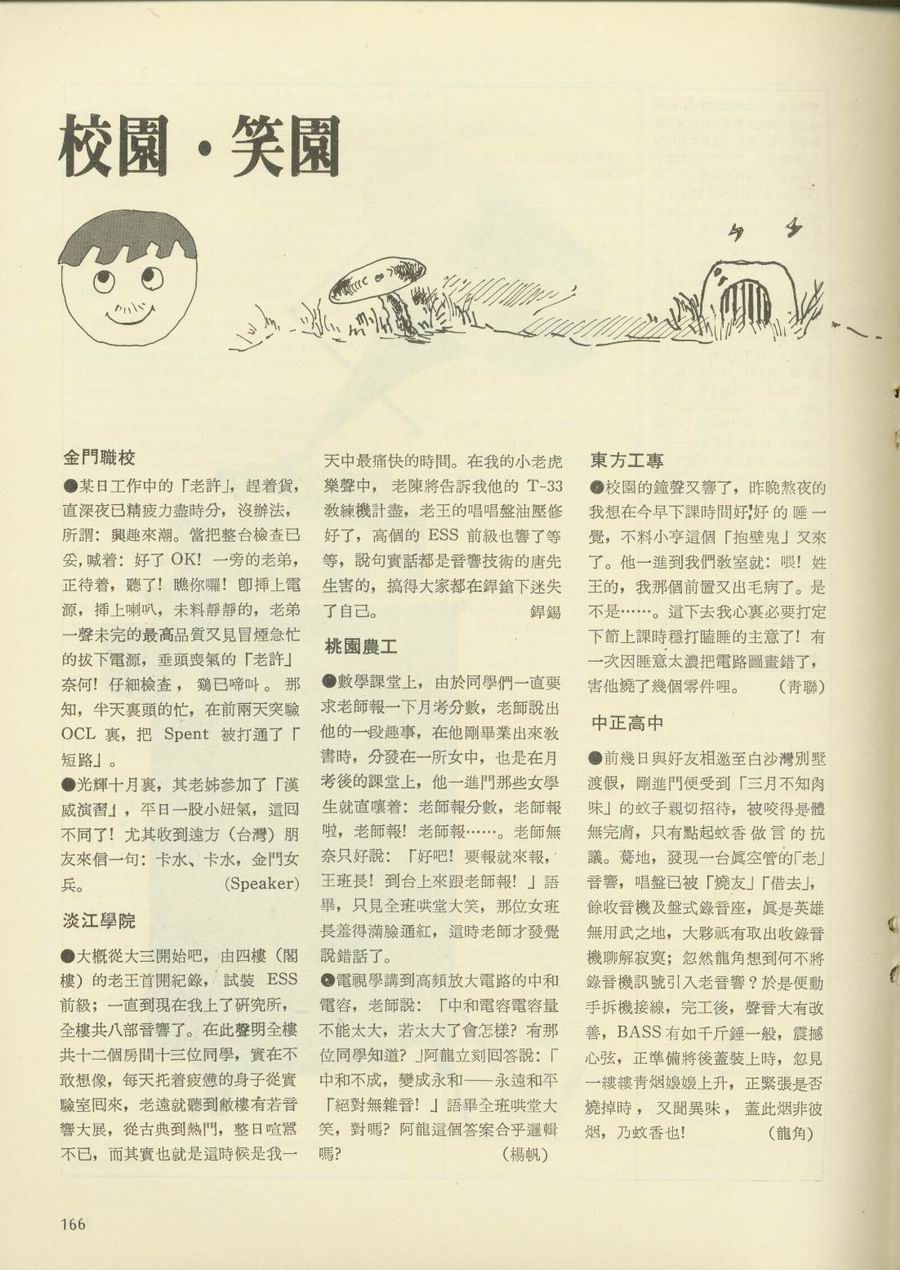 校園・笑園
金門職校
●某日工作中的「老許」，趕着貨，
直深夜已精疲力盡時分，沒辦法，
所謂：興趣來潮。當把整台檢查已
妥，喊着：好了 OK！一旁的老弟，
正待着，聽了！瞧你囉！卽揷上電
源，揷上喇叭，未料靜靜的，老弟
一聲未完的最高品質又見冒煙急忙
的拔下電源，垂頭喪氣的「老許」
奈何！仔細檢查，鷄已啼叫。那
知，半天裏頭的忙，在前兩天突驗
OCL 裏，把 Spent 被打通了「
短路」。
●光輝十月裏，其老姊參加了「漢
威演習」，平日一股小妞氣，這囘
不同了！尤其收到遠方（台灣）朋
友來信一句：卡水、卡水，金門女
兵。 (Speaker)
淡江學院
●大槪從大三開始吧，由四樓（閣
樓）的老王首開紀錄，試裝 ESS
前級；一直到現在我上了硏究所，
全樓共八部音響了。在此聲明全樓
共十二個房間十三位同學，實在不
敢想像，每天托着疲憊的身子從實
驗室囘來，老遠就聽到敝樓有若音
響大展，從古典到熱門，整日喧囂
不已，而其實也就是這時候是我一
天中最痛快的時間。在我的小老虎
樂聲中，老陳將告訴我他的 T-33
敎練機計盡，老王的唱唱盤油壓修
好了，高個的 ESS 前級也響了等
等，說句實話都是音響技術的唐先
生害的，搞得大家都在銲鎗下迷失
了自己。 銲錫
桃園農工
●數學課堂上，由於同學們一直要
求老師報一下月考分數，老師說出
他的一段趣事，在他剛畢業出來敎
書時，分發在一所女中，也是在月
考後的課堂上，他一進門那些女學
生就直嚷着：老師報分數，老師報
啦，老師報！老師報……。老師無
奈只好說：「好吧！要報就來報，
王班長！到台上來跟老師報！」語
畢，只見全班哄堂大笑，那位女班
長羞得滿臉通紅，這時老師才發覺
說錯話了。
●電視學講到高頻放大電路的中和
電容，老師說：「中和電容電容量
不能太大，若太大了會怎樣？有那
位同學知道？」阿龍立刻囘答說：「
中和不成，變成永和——永遠和平
「絕對無雜音！」語畢全班哄堂大
笑，對嗎？阿龍這個答案合乎邏輯
嗎？ （楊帆）
東方工專
●校園的鐘聲又響了，昨晚熬夜的
我想在今早下課時間好好的睡一
覺，不料小亨這個「抱壁鬼」又來
了。他一進到我們敎室就：喂！姓
王的，我那個前置又出毛病了。是
不是……。這下去我心裏必要打定
下節上課時穩打瞌睡的主意了！有
一次因睡意太濃把電路圖畫錯了，
害他燒了幾個零件哩。 （靑聯）
中正高中
●前幾日與好友相邀至白沙灣別墅
渡假，剛進門便受到「三月不知肉
味」的蚊子親切招待，被咬得是體
無完膚，只有點起蚊香做言的抗
議。驀地，發現一台眞空管的「老」
音響，唱盤已被「燒友」「借去」，
餘收音機及盤式錄音座，眞是英雄
無用武之地，大夥祇有取出收錄音
機聊解寂寞；忽然龍角想到何不將
錄音機訊號引入老音響？於是便動
手拆機接線，完工後，聲音大有改
善，BASS 有如千斤錘一般，震撼
心弦，正準備將後蓋裝上時，忽見
一縷縷靑烟嬝嬝上升，正緊張是否
燒掉時，又聞異味，蓋此烟非彼
烟，乃蚊香也！ （龍角）
166